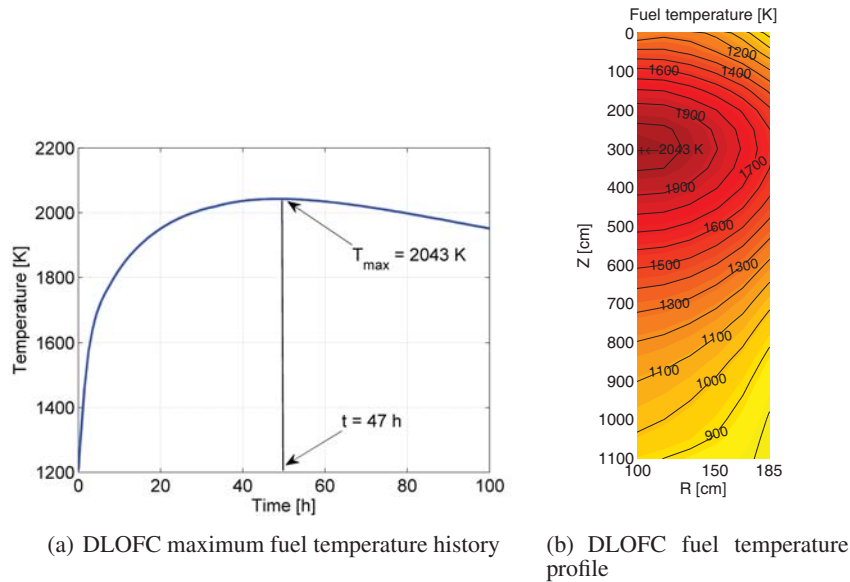 2200
2000
1800
1600
1400
1200
Temperature [K]
T_max = 2043 K
t = 47 h
0 20 40 60 80 100
Time [h]
(a) DLOFC maximum fuel temperature history
Fuel temperature [K]
0
100
200
300
400
500
600
700
800
900
1000
1100
Z [cm]
1200
1400
1600
1900
2043 K
1700
1900
1600
1500
1300
1300
1100
1100
1000
900
100 150 185
R [cm]
(b) DLOFC fuel temperature
profile